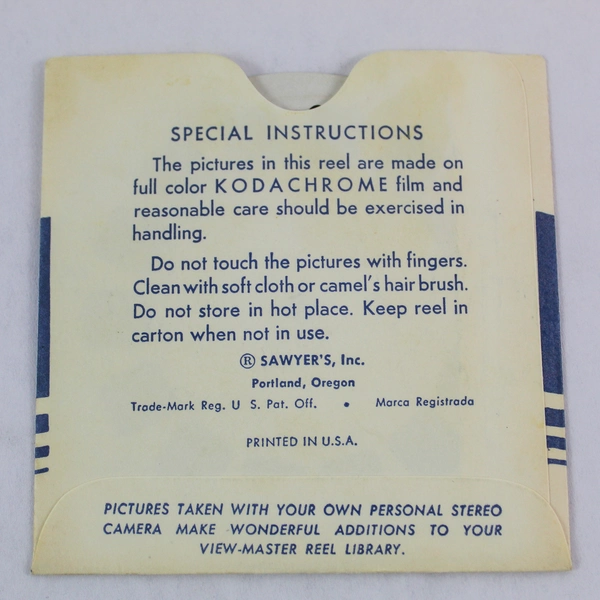 SPECIAL INSTRUCTIONS
The pictures in this reel are made on
full color KODACHROME film and
reasonable care should be exercised in
handling.
Do not touch the pictures with fingers.
Clean with soft cloth or camel's hair brush.
Do not store in hot place. Keep reel in
carton when not in use.
® SAWYER'S, Inc.
Portland, Oregon
Trade-Mark Reg. U S. Pat. Off. • Marca Registrada
PRINTED IN U.S.A.
PICTURES TAKEN WITH YOUR OWN PERSONAL STEREO
CAMERA MAKE WONDERFUL ADDITIONS TO YOUR
VIEW-MASTER REEL LIBRARY.